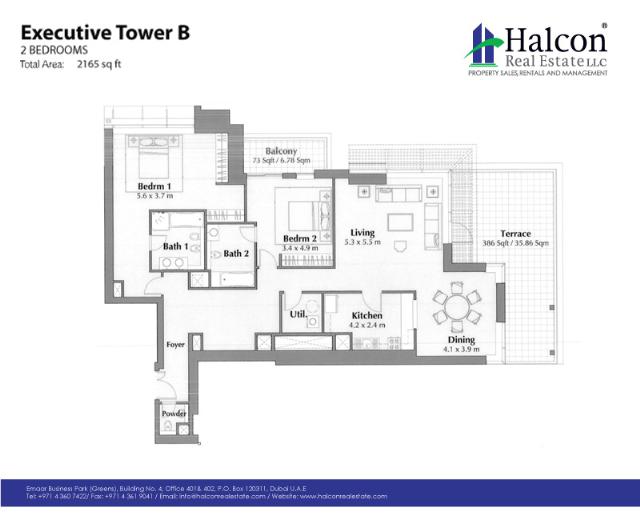 Executive Tower B
2 BEDROOMS
Total Area: 2165 sq ft
Halcon®
Real Estate LLC
PROPERTY SALES, RENTALS AND MANAGEMENT
Balcony
73 Sqft / 6.78 Sqm
Bedrm 1
5.6 x 3.7 m
Bedrm 2
3.4 x 4.9 m
Living
5.3 x 5.5 m
Terrace
386 Sqft / 35.86 Sqm
Bath 1
Bath 2
Util.
Kitchen
4.2 x 2.4 m
Dining
4.1 x 3.9 m
Foyer
Powder
Emaar Business Park (Greens), Building No. 4, Office 401& 402, P.O. Box 120311, Dubai U.A.E
Tel: +971 4 360 7422/ Fax: +971 4 361 9041 / Email: info@halconrealestate.com / Website: www.halconrealestate.com